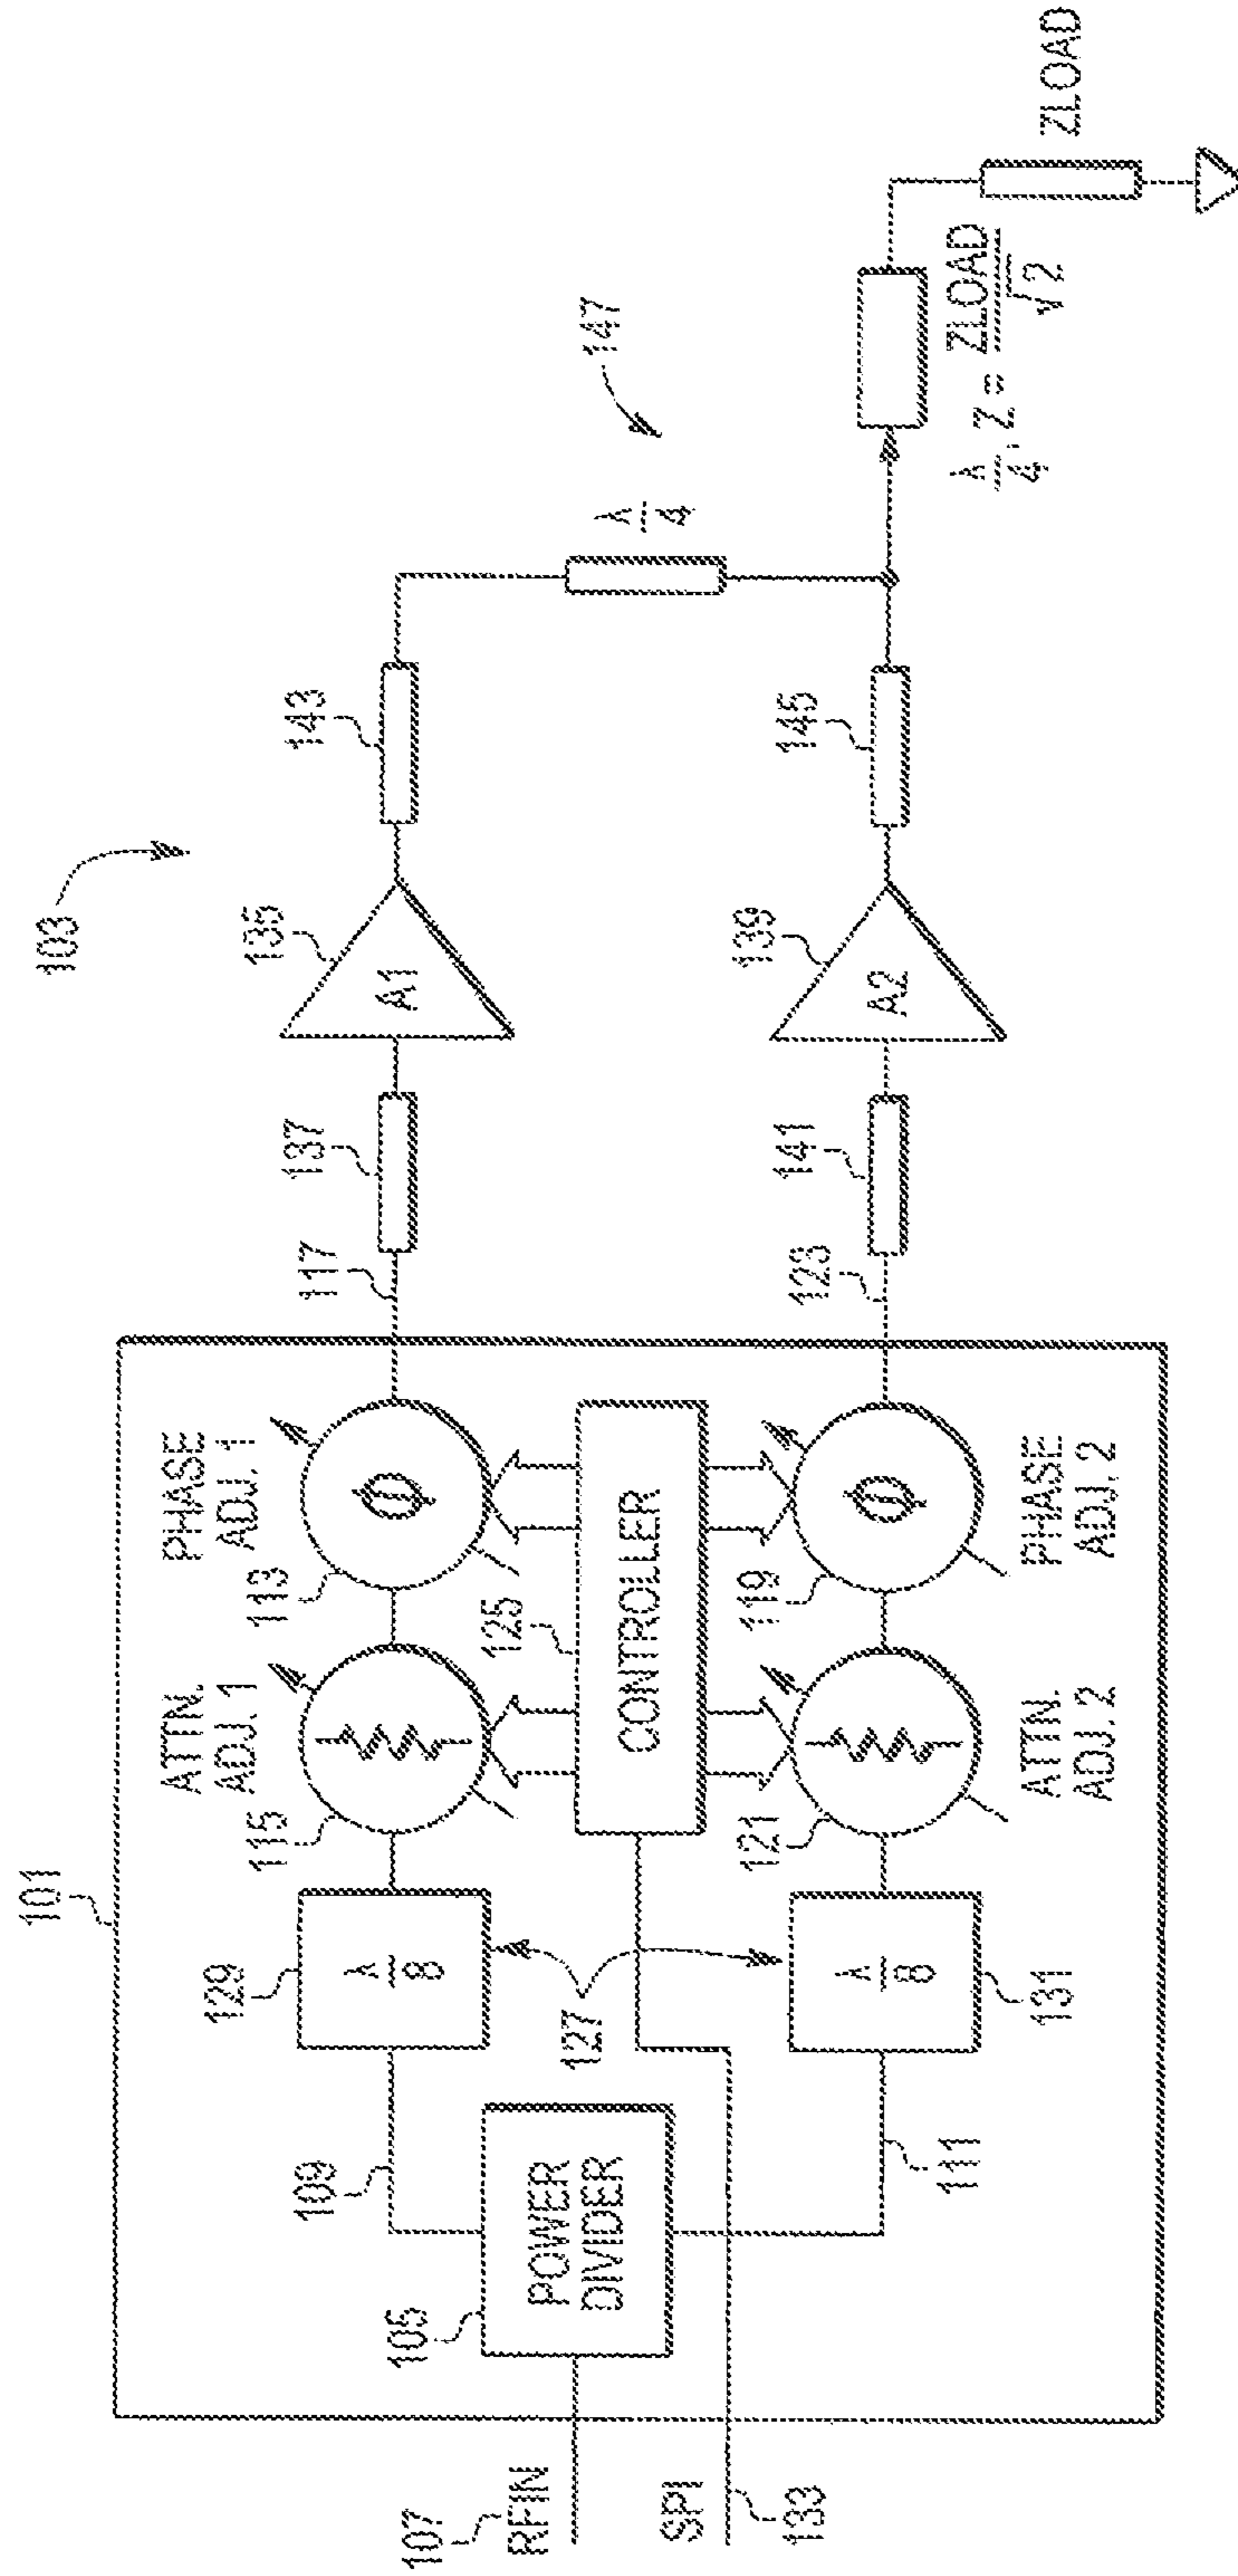 101
103
107
RFIN
SPI
133
105
POWER
DIVIDER
109
111
129
A
8
127
A
8
131
ATTN.
ADJ. 1
115
PHASE
ADJ. 1
113
Φ
125
CONTROLLER
121
ATTN.
ADJ. 2
119
Φ
PHASE
ADJ. 2
117
137
135
A1
143
123
141
139
A2
145
A
4
147
A
4, Z = ZLOAD
√2
ZLOAD